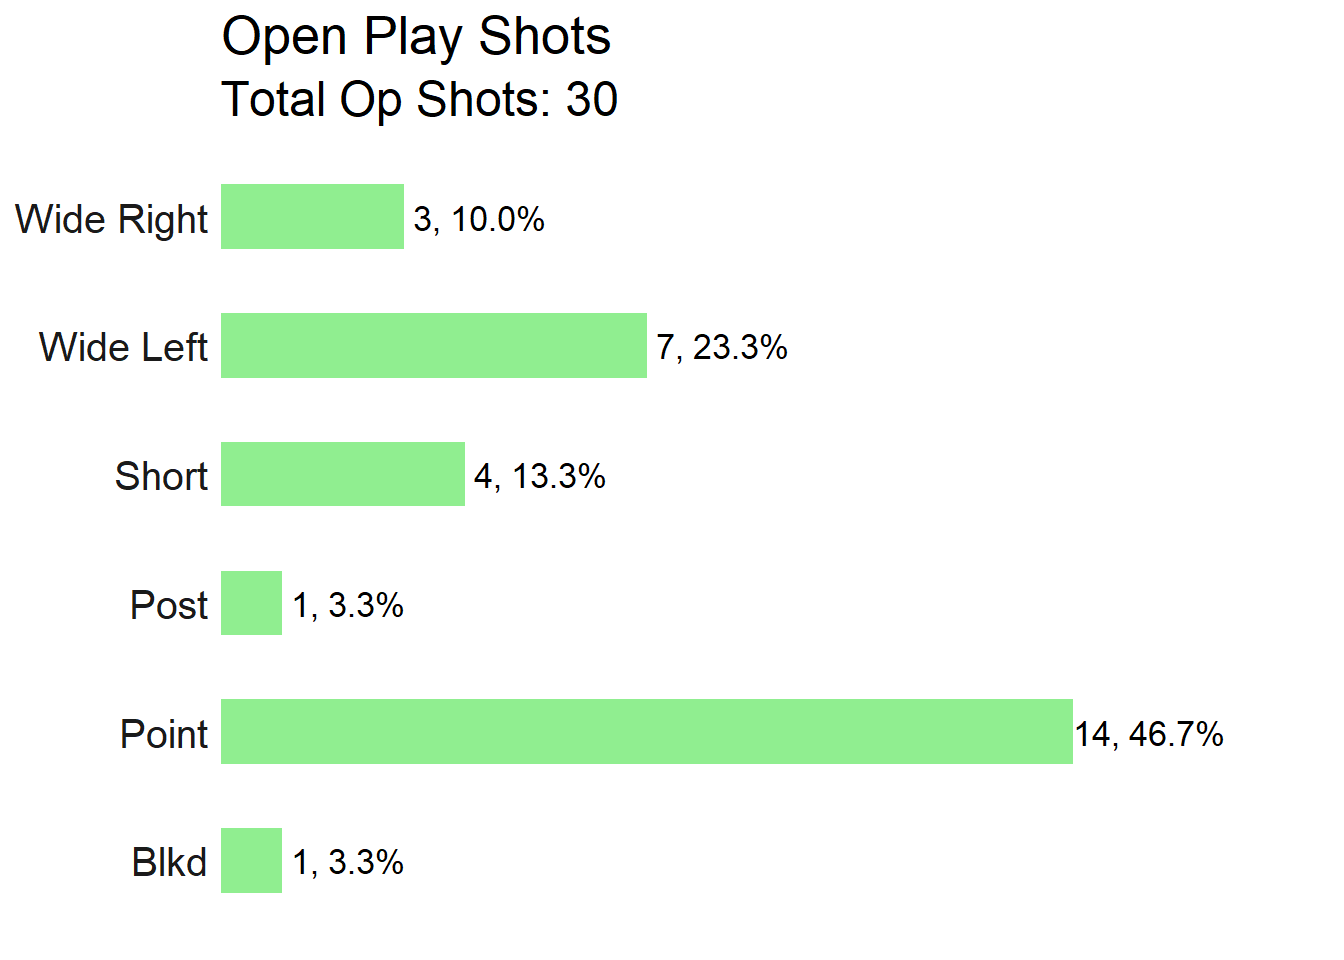 Open Play Shots
Total Op Shots: 30
Wide Right 3, 10.0%
Wide Left 7, 23.3%
Short 4, 13.3%
Post 1, 3.3%
Point 14, 46.7%
Blkd 1, 3.3%